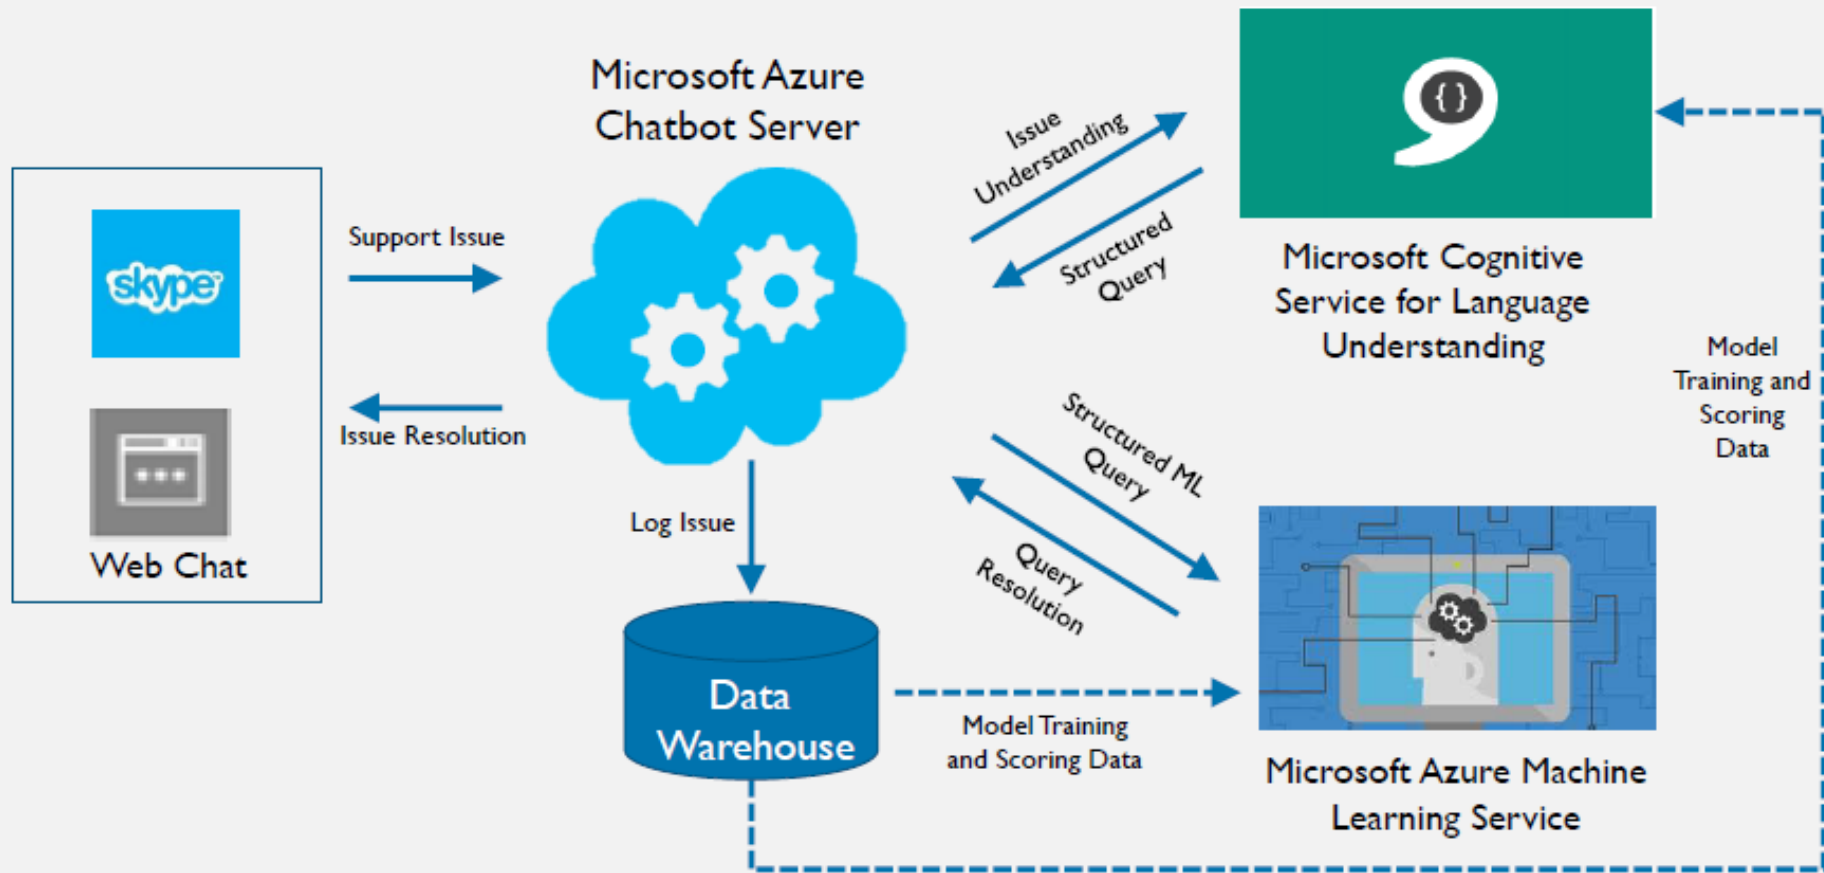 Microsoft Azure
Chatbot Server
skype
Web Chat
Support Issue
Issue Resolution
Issue
Understanding
Structured
Query
{}
Microsoft Cognitive
Service for Language
Understanding
Model
Training and
Scoring
Data
Structured ML
Query
Query
Resolution
Log Issue
Data
Warehouse
Model Training
and Scoring Data
Microsoft Azure Machine
Learning Service